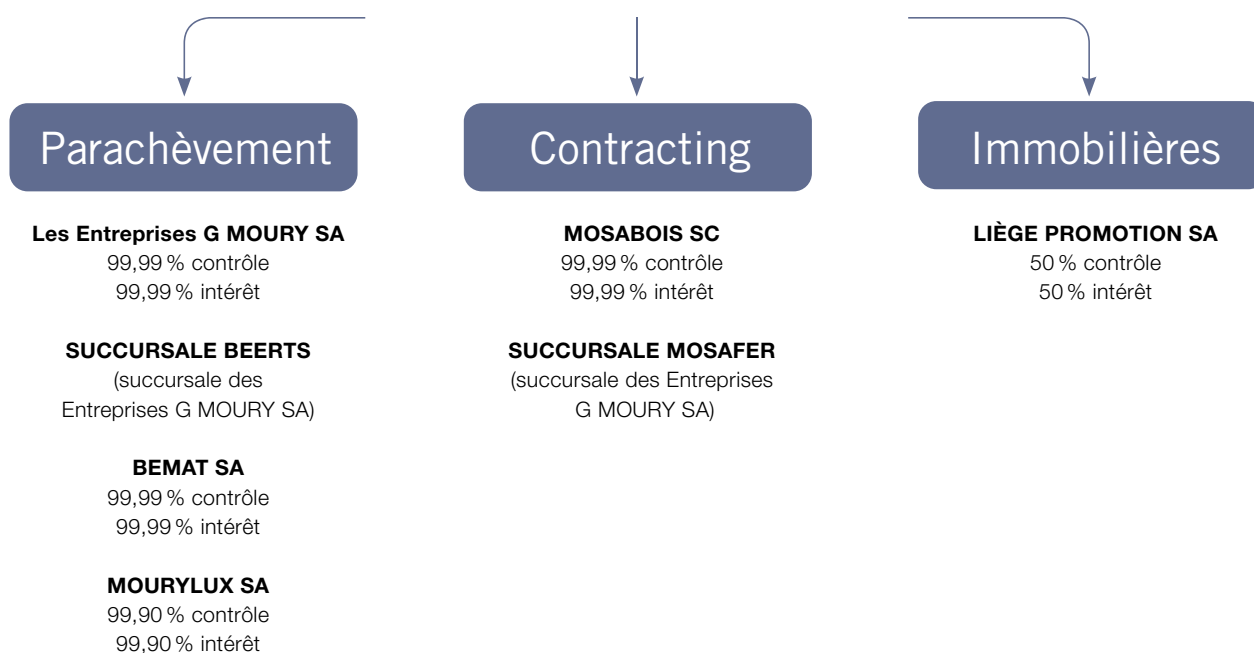 Parachèvement
Les Entreprises G MOURY SA
99,99 % contrôle
99,99 % intérêt
SUCCURSALE BEERTS
(succursale des
Entreprises G MOURY SA)
BEMAT SA
99,99 % contrôle
99,99 % intérêt
MOURYLUX SA
99,90 % contrôle
99,90 % intérêt
Contracting
MOSABOIS SC
99,99 % contrôle
99,99 % intérêt
SUCCURSALE MOSAFER
(succursale des Entreprises
G MOURY SA)
Immobilières
LIÈGE PROMOTION SA
50 % contrôle
50 % intérêt